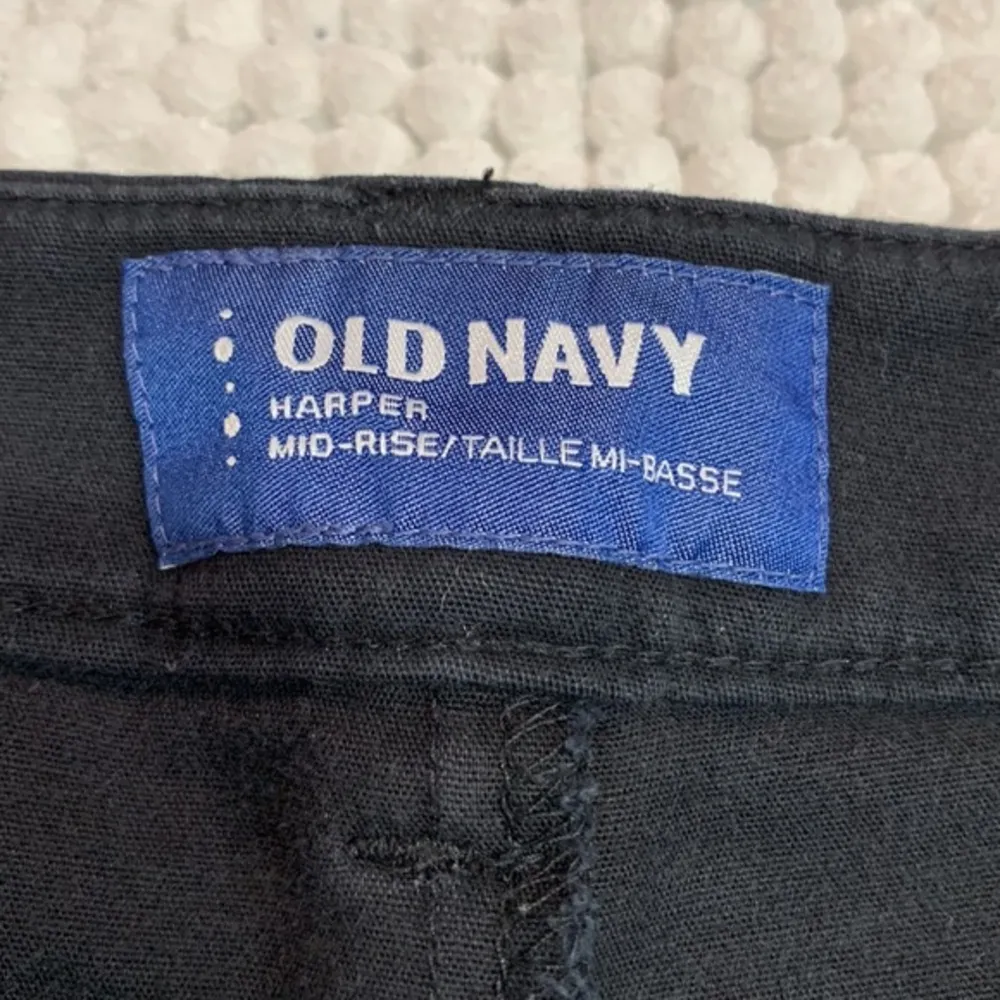 OLD NAVY
HARPER
MID-RISE/TAILLE MI-BASSE